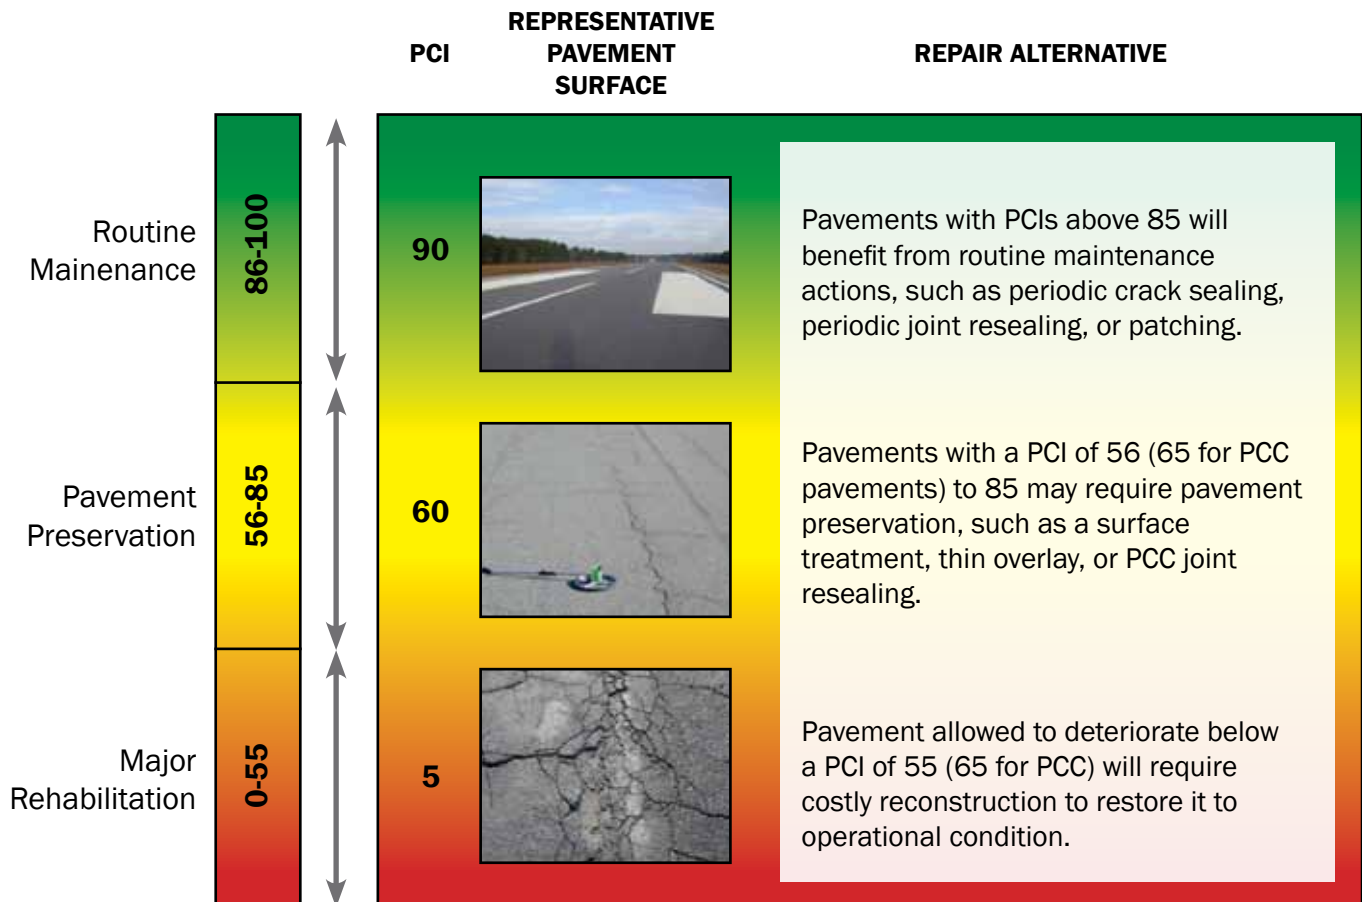 PCI
REPRESENTATIVE
PAVEMENT
SURFACE
REPAIR ALTERNATIVE
Routine
Mainenance
86-100
90
Pavements with PCIs above 85 will
benefit from routine maintenance
actions, such as periodic crack sealing,
periodic joint resealing, or patching.
Pavement
Preservation
56-85
60
Pavements with a PCI of 56 (65 for PCC
pavements) to 85 may require pavement
preservation, such as a surface
treatment, thin overlay, or PCC joint
resealing.
Major
Rehabilitation
0-55
5
Pavement allowed to deteriorate below
a PCI of 55 (65 for PCC) will require
costly reconstruction to restore it to
operational condition.